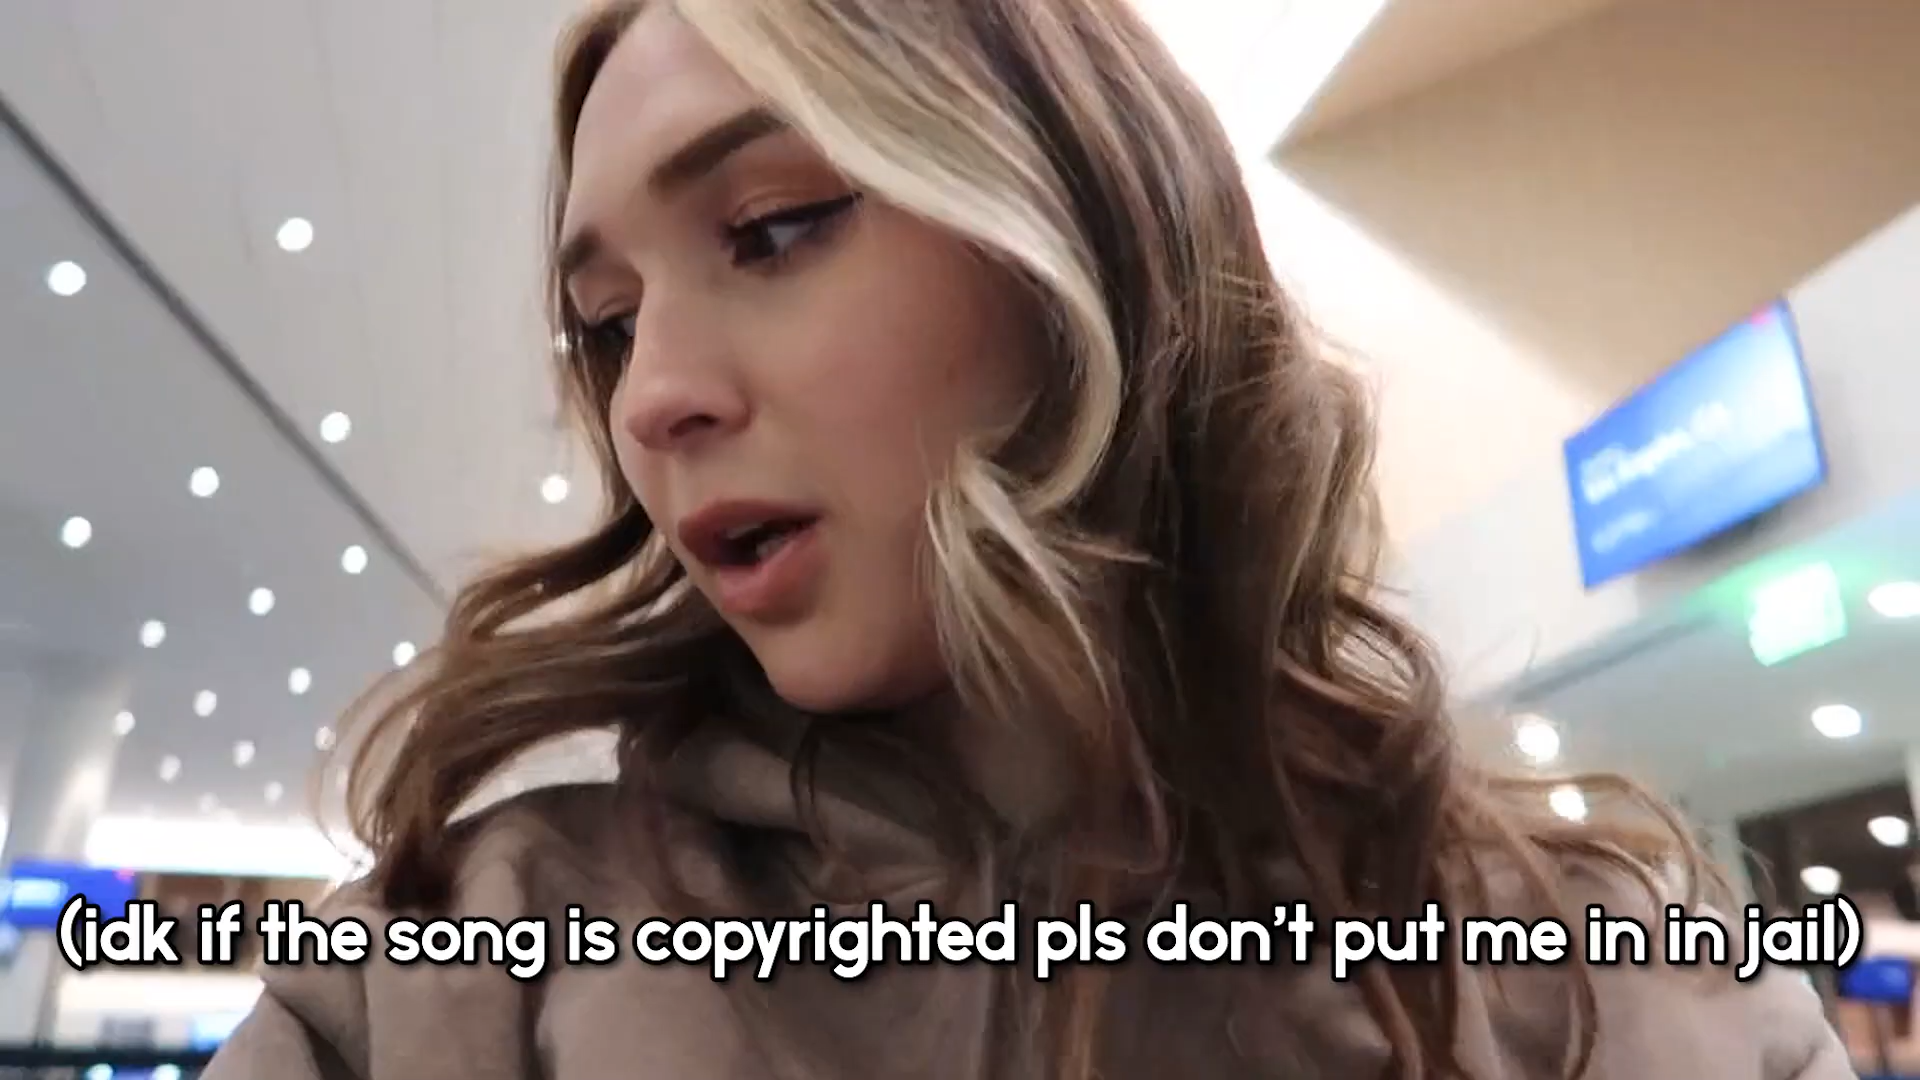 (idk if the song is copyrighted pls don't put me in in jail)